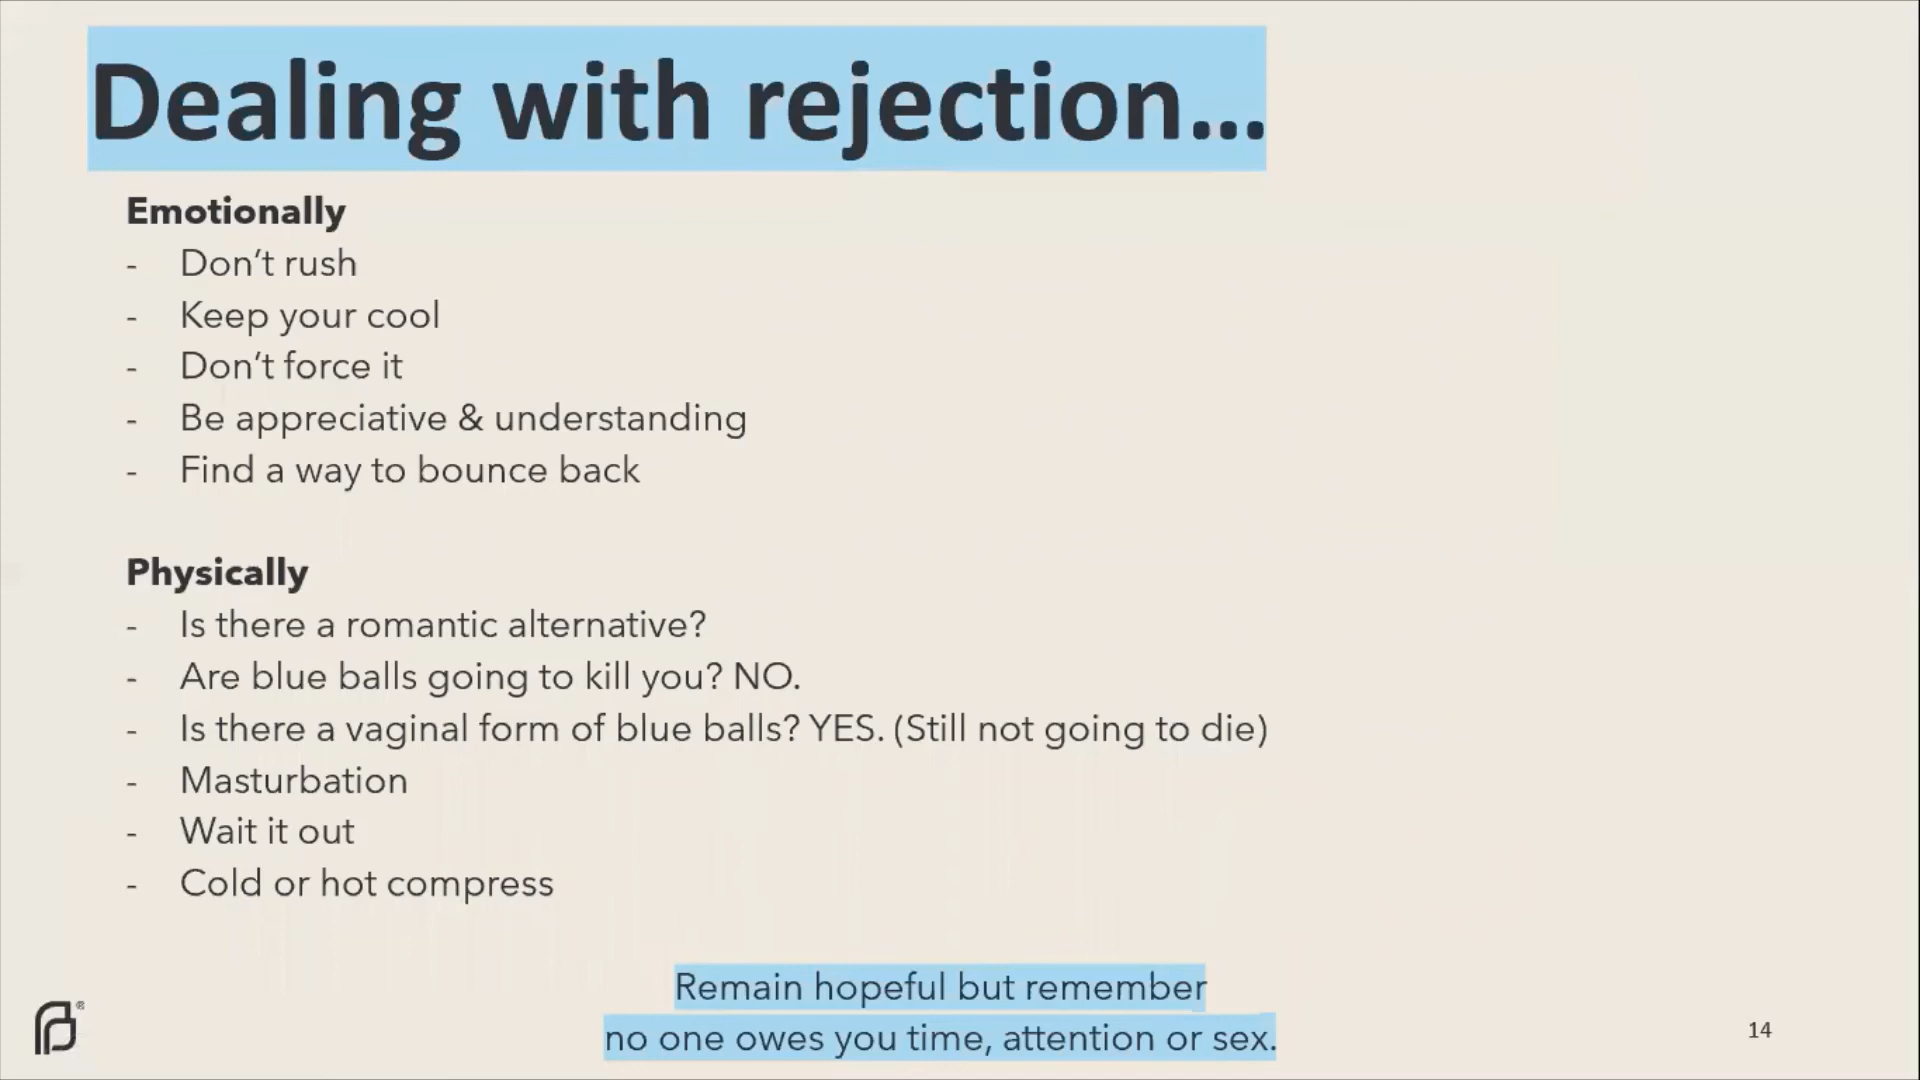 Dealing with rejection...
Emotionally
- Don’t rush
- Keep your cool
- Don’t force it
- Be appreciative & understanding
- Find a way to bounce back
Physically
- Is there a romantic alternative?
- Are blue balls going to kill you? NO.
- Is there a vaginal form of blue balls? YES. (Still not going to die)
- Masturbation
- Wait it out
- Cold or hot compress
Remain hopeful but remember
no one owes you time, attention or sex.
®
14